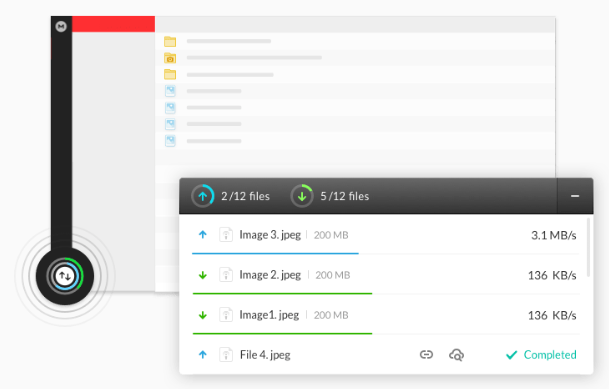 2/12 files 5/12 files
Image 3. jpeg 200 MB 3.1 MB/s
Image 2. jpeg 200 MB 136 KB/s
Image1. jpeg 200 MB 136 KB/s
File 4. jpeg Completed